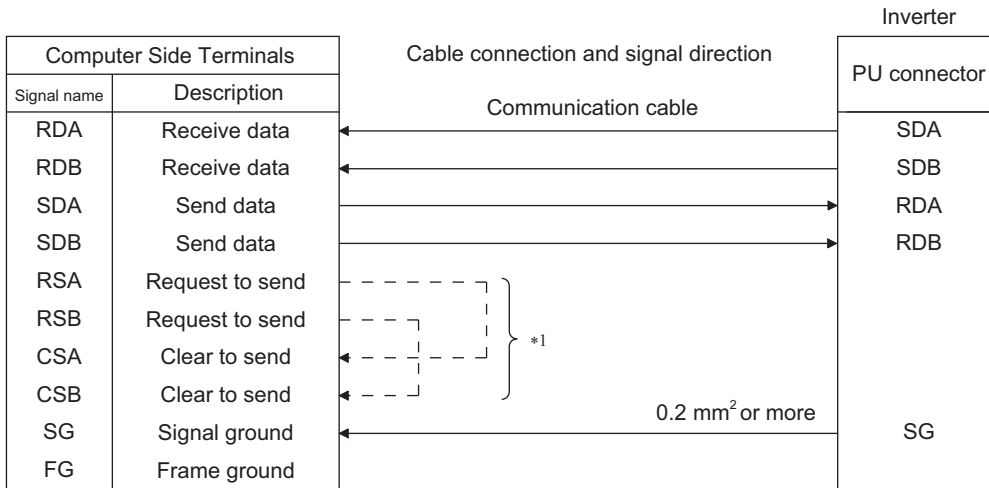 Inverter
Computer Side Terminals
Cable connection and signal direction
PU connector
Signal name Description
Communication cable
RDA Receive data SDA
RDB Receive data SDB
SDA Send data RDA
SDB Send data RDB
RSA Request to send
RSB Request to send
*1
CSA Clear to send
CSB Clear to send
0.2 mm² or more
SG Signal ground SG
FG Frame ground